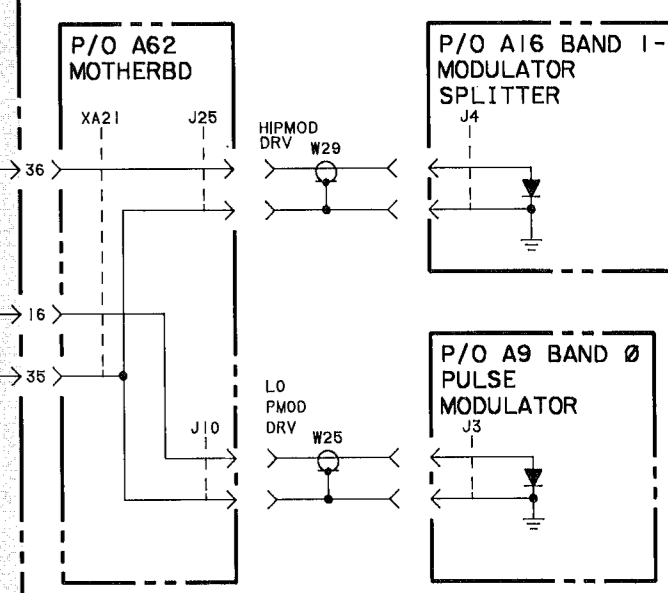 P/O A62
MOTHERBD
XA21
J25
36
16
35
J10
HIPMOD
DRV
W29
LO
PMOD
DRV
W25
P/O A16 BAND 1-
MODULATOR
SPLITTER
J4
P/O A9 BAND Ø
PULSE
MODULATOR
J3